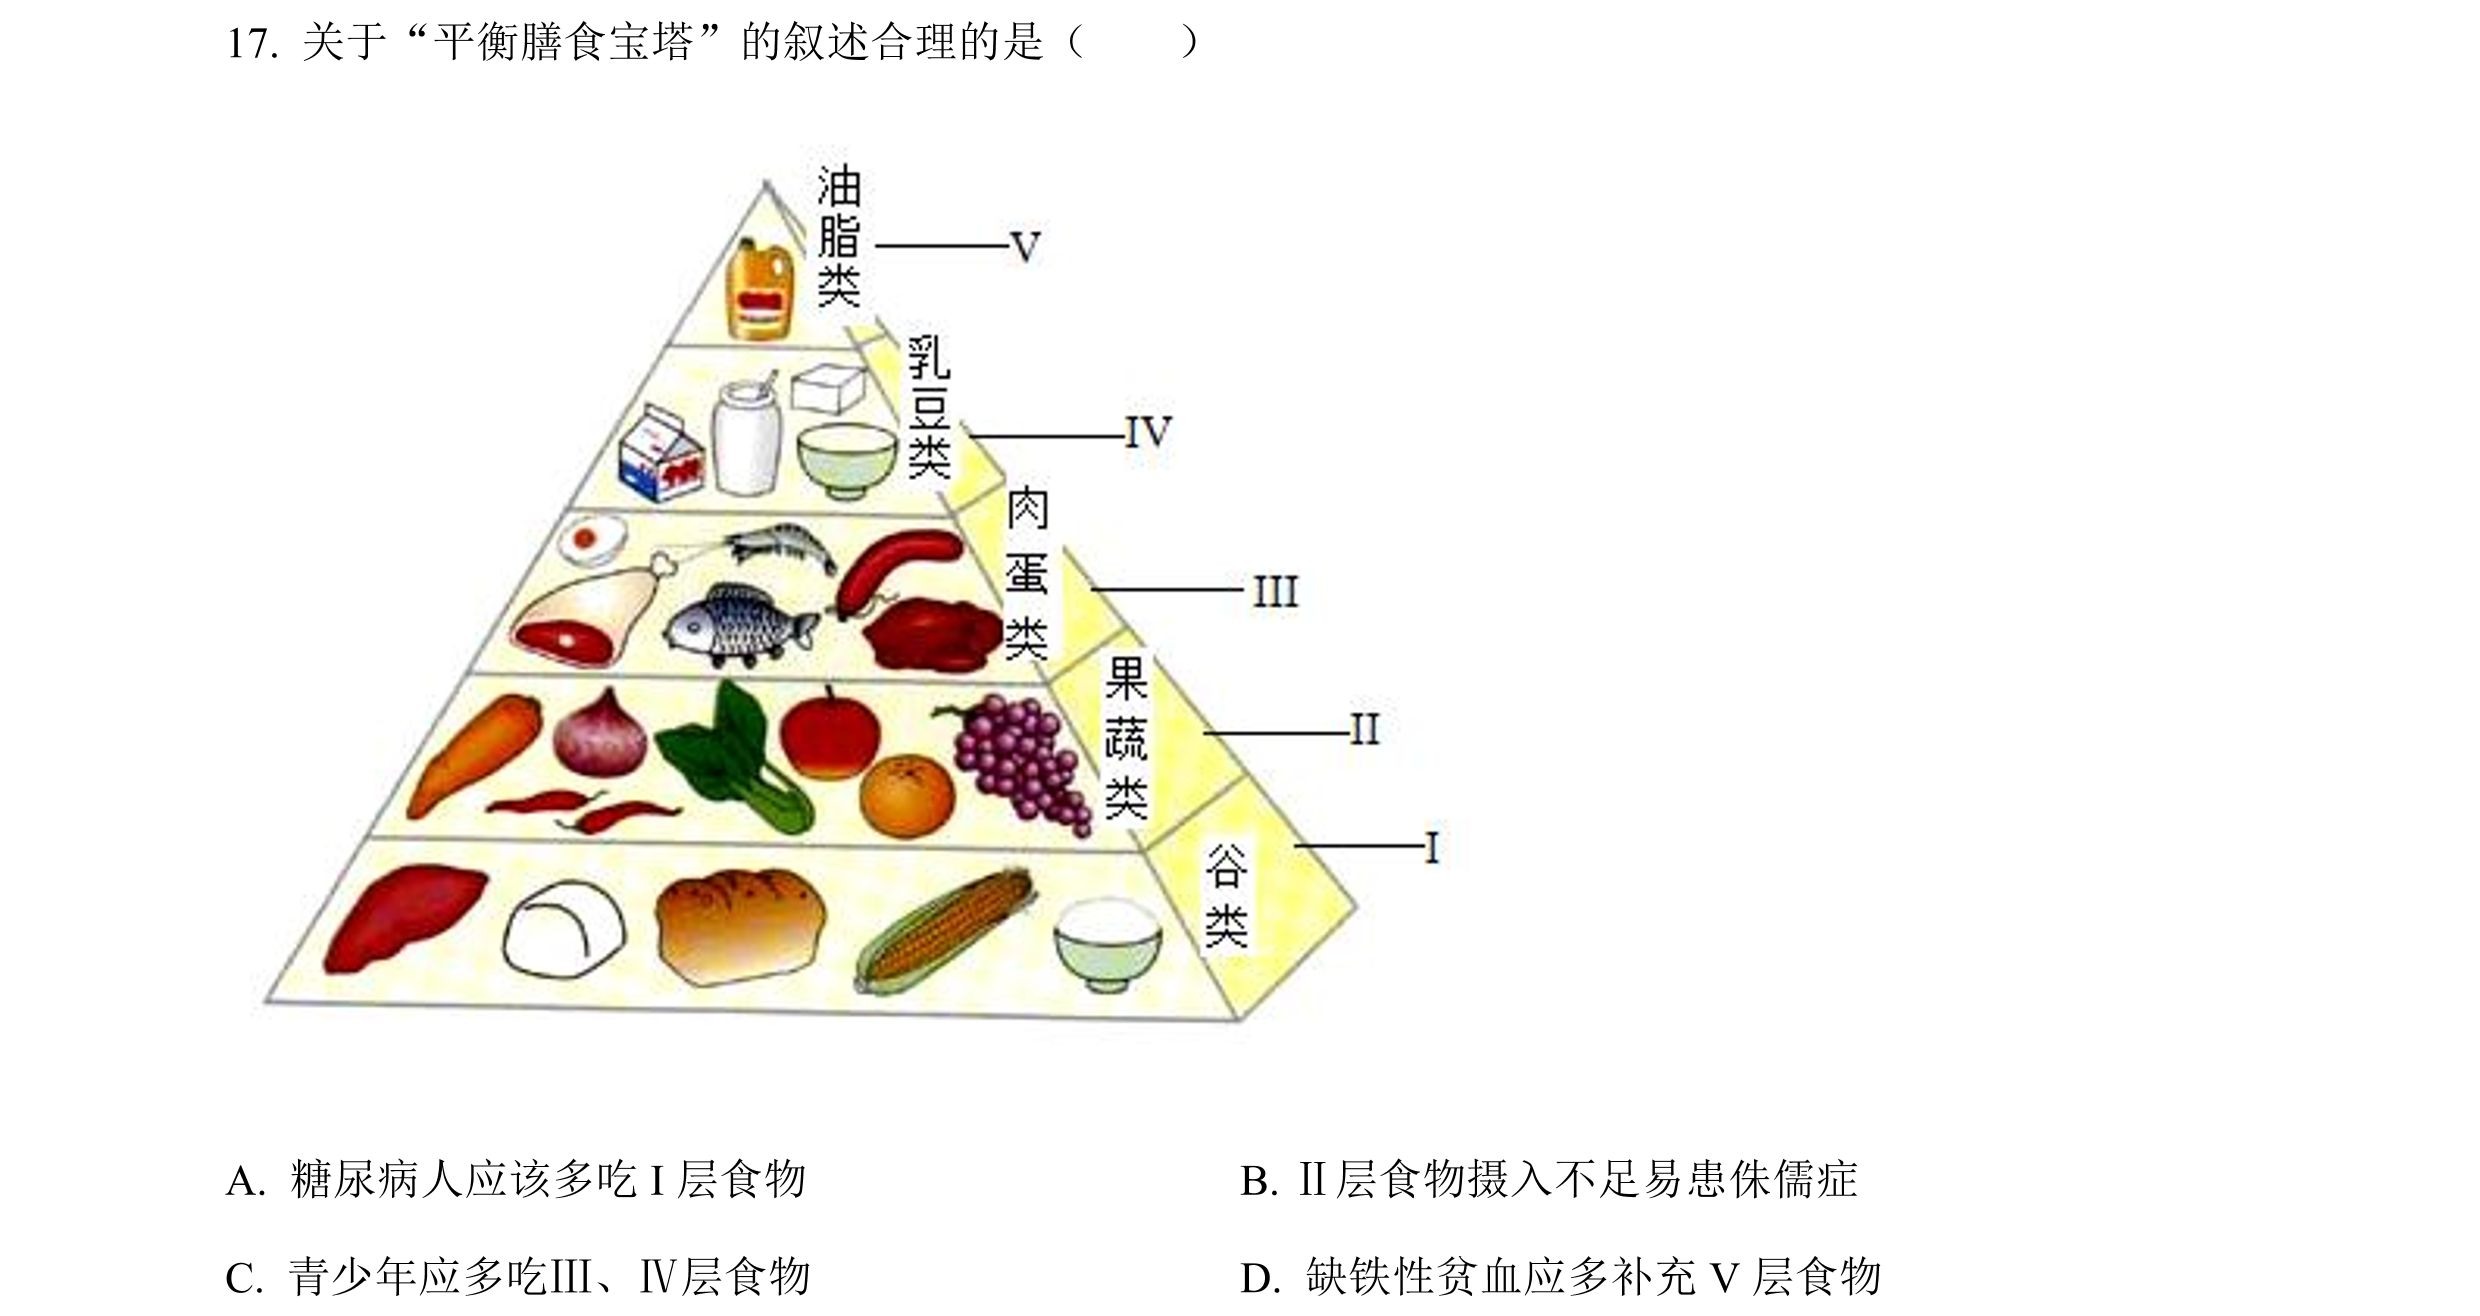 17. 关于“平衡膳食宝塔”的叙述合理的是（　　）
油脂类
V
乳豆类
IV
肉蛋类
III
果蔬类
II
谷类
I
A. 糖尿病人应该多吃 I 层食物
B. Ⅱ层食物摄入不足易患侏儒症
C. 青少年应多吃Ⅲ、Ⅳ层食物
D. 缺铁性贫血应多补充 V 层食物